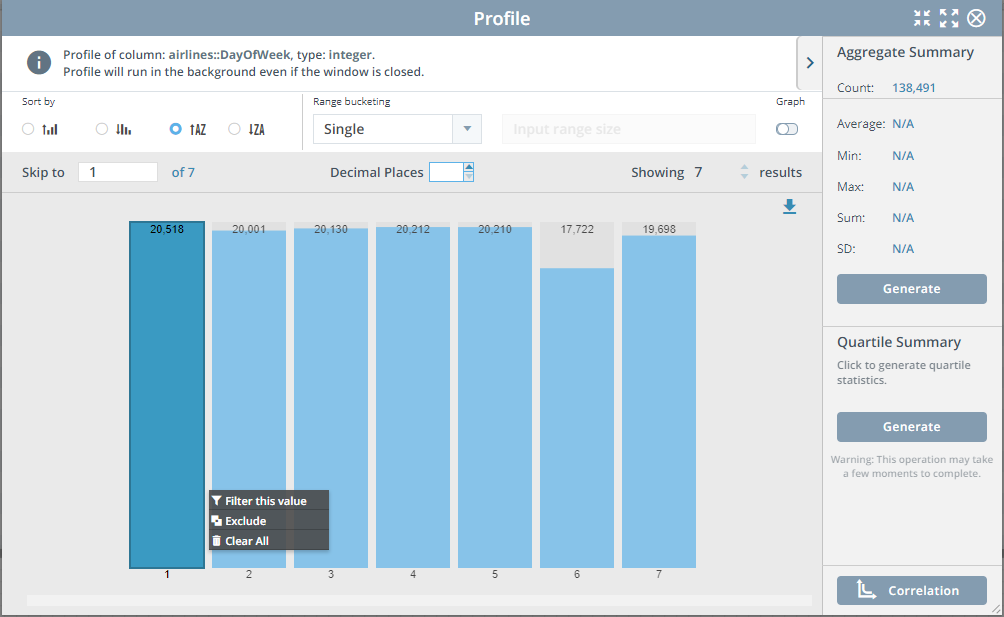 Profile
Profile of column: airlines::DayOfWeek, type: integer.
Profile will run in the background even if the window is closed.
Sort by
AZ
ZA
Range bucketing
Single
Input range size
Graph
Skip to 1 of 7
Decimal Places
Showing 7 results
20,518 20,001 20,130 20,212 20,210 17,722 19,698
Filter this value
Exclude
Clear All
1 2 3 4 5 6 7
Aggregate Summary
Count: 138,491
Average: N/A
Min: N/A
Max: N/A
Sum: N/A
SD: N/A
Generate
Quartile Summary
Click to generate quartile
statistics.
Generate
Warning: This operation may take
a few moments to complete.
Correlation